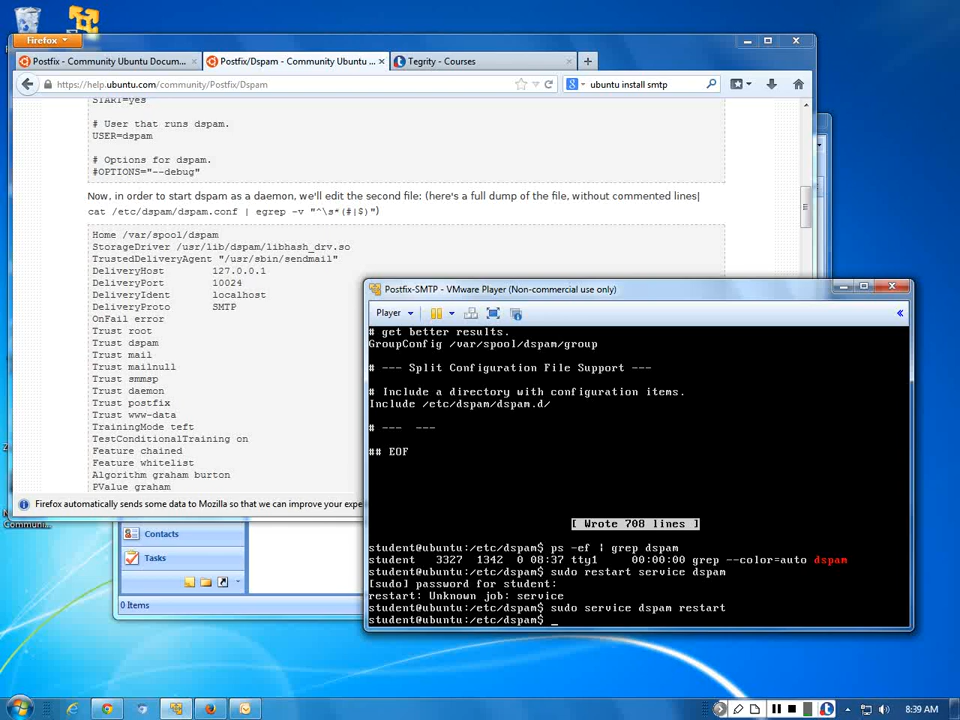 Firefox
Postfix - Community Ubuntu Docum...
Postfix/Dspam - Community Ubuntu ...
Tegrity - Courses
https://help.ubuntu.com/community/Postfix/Dspam
ubuntu install smtp
START=yes
# User that runs dspam.
USER=dspam
# Options for dspam.
#OPTIONS="--debug"
Now, in order to start dspam as a daemon, we'll edit the second file: (here's a full dump of the file, without commented lines|
cat /etc/dspam/dspam.conf | egrep -v "^\s*(#|$)")
Home /var/spool/dspam
StorageDriver /usr/lib/dspam/libhash_drv.so
TrustedDeliveryAgent "/usr/sbin/sendmail"
DeliveryHost 127.0.0.1
DeliveryPort 10024
DeliveryIdent localhost
DeliveryProto SMTP
OnFail error
Trust root
Trust dspam
Trust mail
Trust mailnull
Trust smmsp
Trust daemon
Trust postfix
Trust www-data
TrainingMode teft
TestConditionalTraining on
Feature chained
Feature whitelist
Algorithm graham burton
PValue graham
Firefox automatically sends some data to Mozilla so that we can improve your expe
Communi...
Contacts
Tasks
0 Items
Postfix-SMTP - VMware Player (Non-commercial use only)
Player
# get better results.
GroupConfig /var/spool/dspam/group
# --- Split Configuration File Support ---
# Include a directory with configuration items.
Include /etc/dspam/dspam.d/
# --- ---
## EOF
[ Wrote 708 lines ]
student@ubuntu:/etc/dspam$ ps -ef | grep dspam
student 3327 1342 0 08:37 tty1 00:00:00 grep --color=auto dspam
student@ubuntu:/etc/dspam$ sudo restart service dspam
[sudo] password for student:
restart: Unknown job: service
student@ubuntu:/etc/dspam$ sudo service dspam restart
student@ubuntu:/etc/dspam$ _
8:39 AM